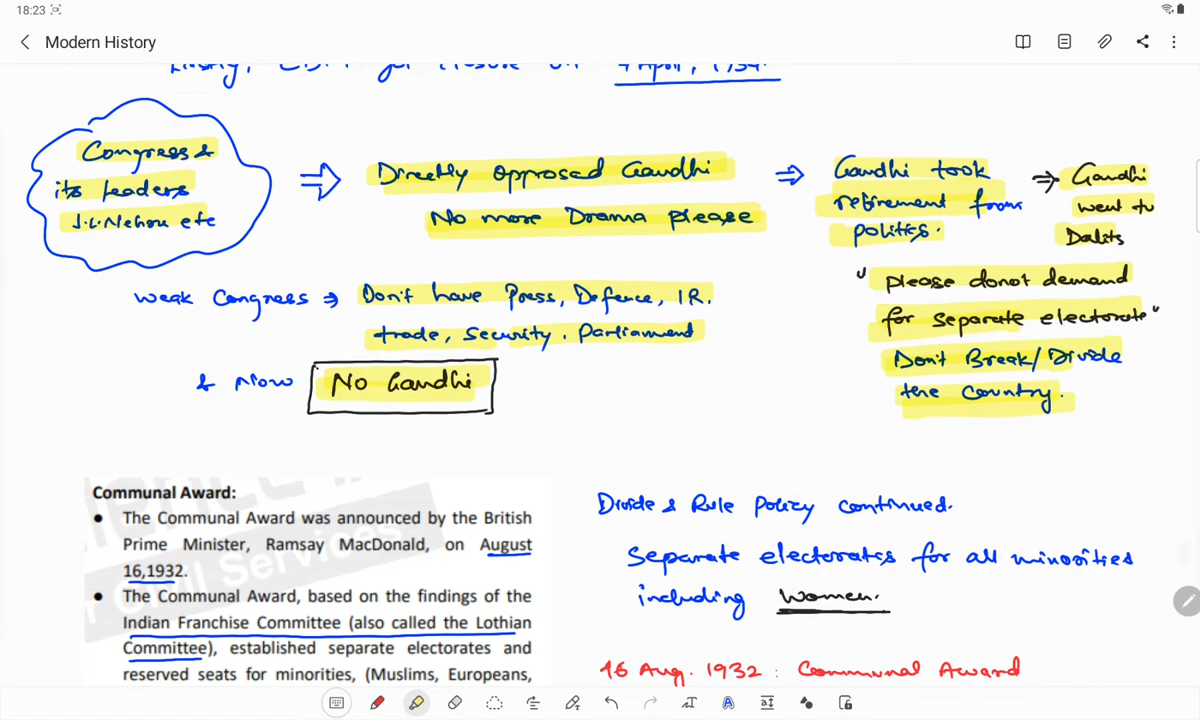 18:23
Modern History
7 April, 1934.
Congress &
its leaders
J.L.Nehru etc
⇒ Directly opposed Gandhi
No more Drama please
⇒ Gandhi took
retirement from
politics.
⇒ Gandhi
went to
Dalits
"please donot demand
for separate electorate"
Don't Break/Divide
the country.
Weak Congress ⇒ Don't have Press, Defence, IR,
trade, security, Parliament
& Now No Gandhi
Communal Award:
• The Communal Award was announced by the British
Prime Minister, Ramsay MacDonald, on August
16,1932.
• The Communal Award, based on the findings of the
Indian Franchise Committee (also called the Lothian
Committee), established separate electorates and
reserved seats for minorities, (Muslims, Europeans,
Divide & Rule Policy continued.
Separate electorates for all minorities
including women.
16 Aug. 1932 : Communal Award